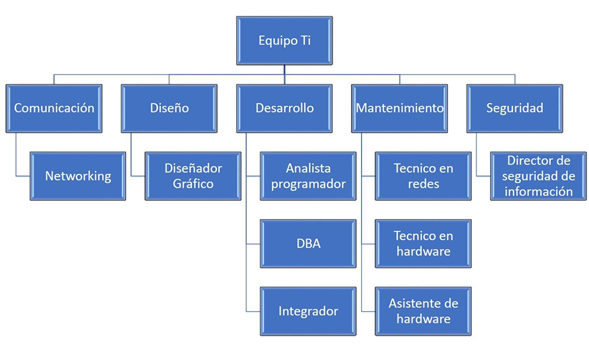 Equipo Ti
Comunicación
Diseño
Desarrollo
Mantenimiento
Seguridad
Networking
Diseñador
Gráfico
Analista
programador
Tecnico en
redes
Director de
seguridad de
información
DBA
Tecnico en
hardware
Integrador
Asistente de
hardware